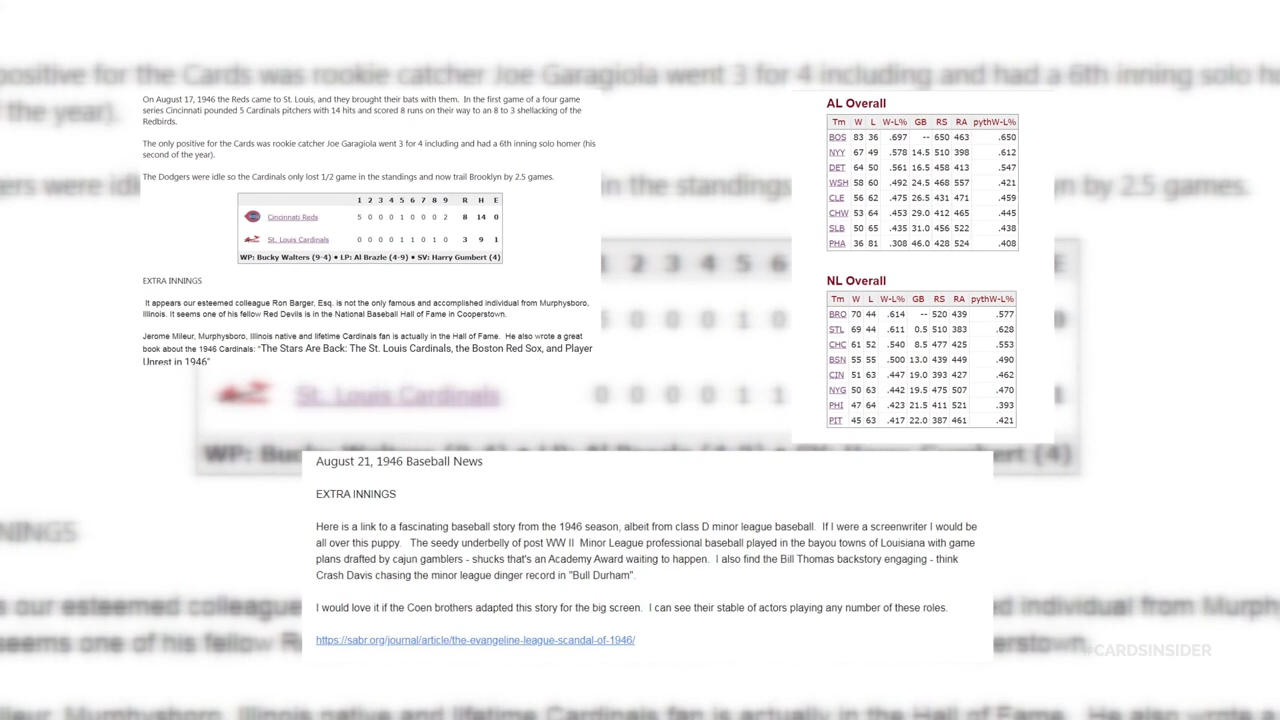 On August 17, 1946 the Reds came to St. Louis, and they brought their bats with them. In the first game of a four game
series Cincinnati pounded 5 Cardinals pitchers with 14 hits and scored 8 runs on their way to an 8 to 3 shellacking of the
Redbirds.
The only positive for the Cards was rookie catcher Joe Garagiola went 3 for 4 including and had a 6th inning solo homer (his
second of the year).
The Dodgers were idle so the Cardinals only lost 1/2 game in the standings and now trail Brooklyn by 2.5 games.
1 2 3 4 5 6 7 8 9 R H E
Cincinnati Reds 5 0 0 0 1 0 0 0 2 8 14 0
St. Louis Cardinals 0 0 0 0 1 1 0 1 0 3 9 1
WP: Bucky Walters (9-4) • LP: Al Brazle (4-9) • SV: Harry Gumbert (4)
EXTRA INNINGS
It appears our esteemed colleague Ron Barger, Esq. is not the only famous and accomplished individual from Murphysboro,
Illinois. It seems one of his fellow Red Devils is in the National Baseball Hall of Fame in Cooperstown.
Jerome Mileur, Murphysboro, Illinois native and lifetime Cardinals fan is actually in the Hall of Fame. He also wrote a great
book about the 1946 Cardinals: "The Stars Are Back: The St. Louis Cardinals, the Boston Red Sox, and Player
Unrest in 1946"
AL Overall
Tm W L W-L% GB RS RA pythW-L%
BOS 83 36 .697 -- 650 463 .650
NYY 67 49 .578 14.5 510 398 .612
DET 64 50 .561 16.5 458 413 .547
WSH 58 60 .492 24.5 468 557 .421
CLE 56 62 .475 26.5 431 471 .459
CHW 53 64 .453 29.0 412 465 .445
SLB 50 65 .435 31.0 456 522 .438
PHA 36 81 .308 46.0 428 524 .408
NL Overall
Tm W L W-L% GB RS RA pythW-L%
BRO 70 44 .614 -- 520 439 .577
STL 69 44 .611 0.5 510 383 .628
CHC 61 52 .540 8.5 477 425 .553
BSN 55 55 .500 13.0 439 449 .490
CIN 51 63 .447 19.0 393 427 .462
NYG 50 63 .442 19.5 475 507 .470
PHI 47 64 .423 21.5 411 521 .393
PIT 45 63 .417 22.0 387 461 .421
August 21, 1946 Baseball News
EXTRA INNINGS
Here is a link to a fascinating baseball story from the 1946 season, albeit from class D minor league baseball. If I were a screenwriter I would be
all over this puppy. The seedy underbelly of post WW II Minor League professional baseball played in the bayou towns of Louisiana with game
plans drafted by cajun gamblers - shucks that's an Academy Award waiting to happen. I also find the Bill Thomas backstory engaging - think
Crash Davis chasing the minor league dinger record in "Bull Durham".
I would love it if the Coen brothers adapted this story for the big screen. I can see their stable of actors playing any number of these roles.
https://sabr.org/journal/article/the-evangeline-league-scandal-of-1946/
#CARDSINSIDER